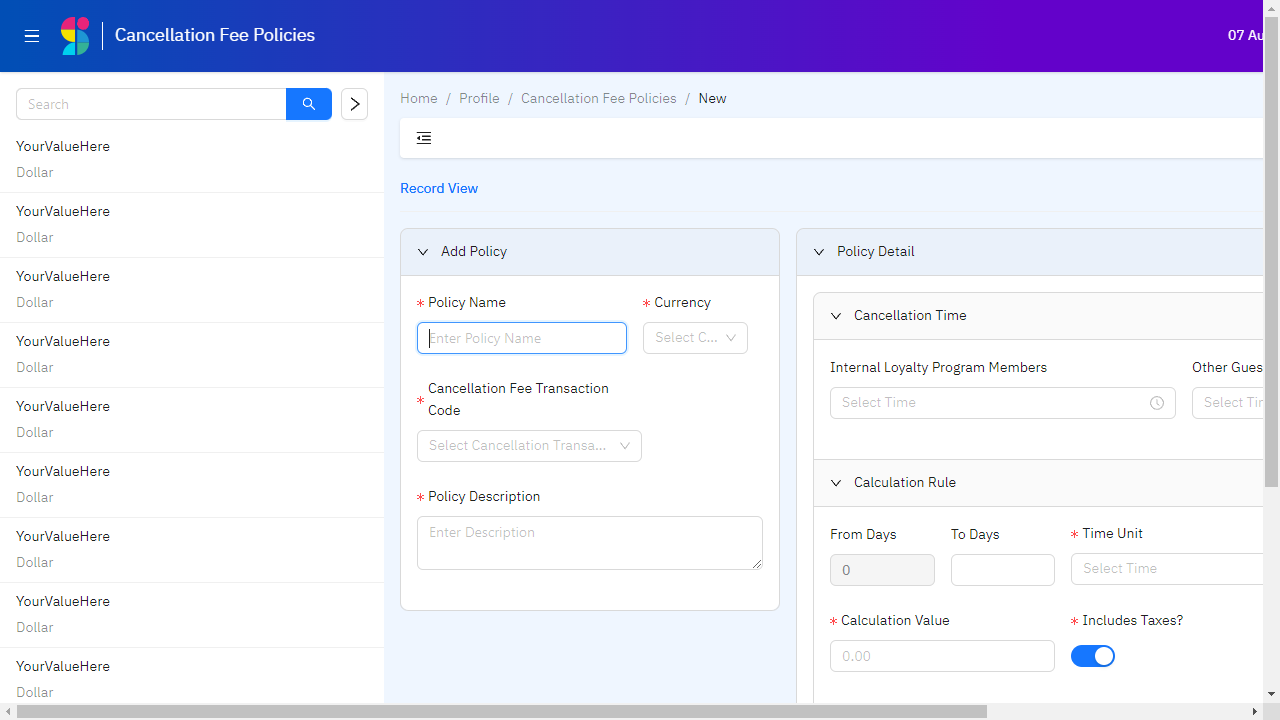 Cancellation Fee Policies
07 Au
Search
YourValueHere
Dollar
YourValueHere
Dollar
YourValueHere
Dollar
YourValueHere
Dollar
YourValueHere
Dollar
YourValueHere
Dollar
YourValueHere
Dollar
YourValueHere
Dollar
YourValueHere
Dollar
Home / Profile / Cancellation Fee Policies / New
Record View
Add Policy
* Policy Name
* Currency
Enter Policy Name
Select C...
* Cancellation Fee Transaction
Code
Select Cancellation Transa...
* Policy Description
Enter Description
Policy Detail
Cancellation Time
Internal Loyalty Program Members
Other Gues
Select Time
Select Tir
Calculation Rule
From Days
To Days
* Time Unit
0
Select Time
* Calculation Value
* Includes Taxes?
0.00